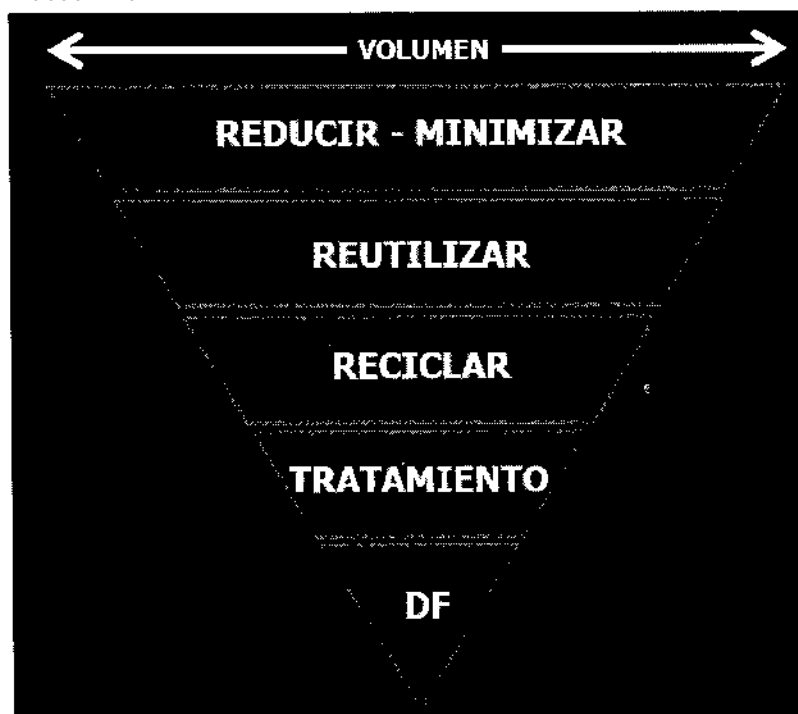 VOLUMEN
REDUCIR - MINIMIZAR
REUTILIZAR
RECICLAR
TRATAMIENTO
DF